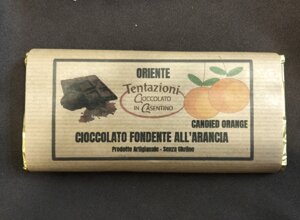 ORIENTE
Tentazioni
CIOCCOLATO
IN CASENTINO
CANDIED ORANGE
CIOCCOLATO FONDENTE ALL'ARANCIA
Prodotto Artigianale - Senza Glutine